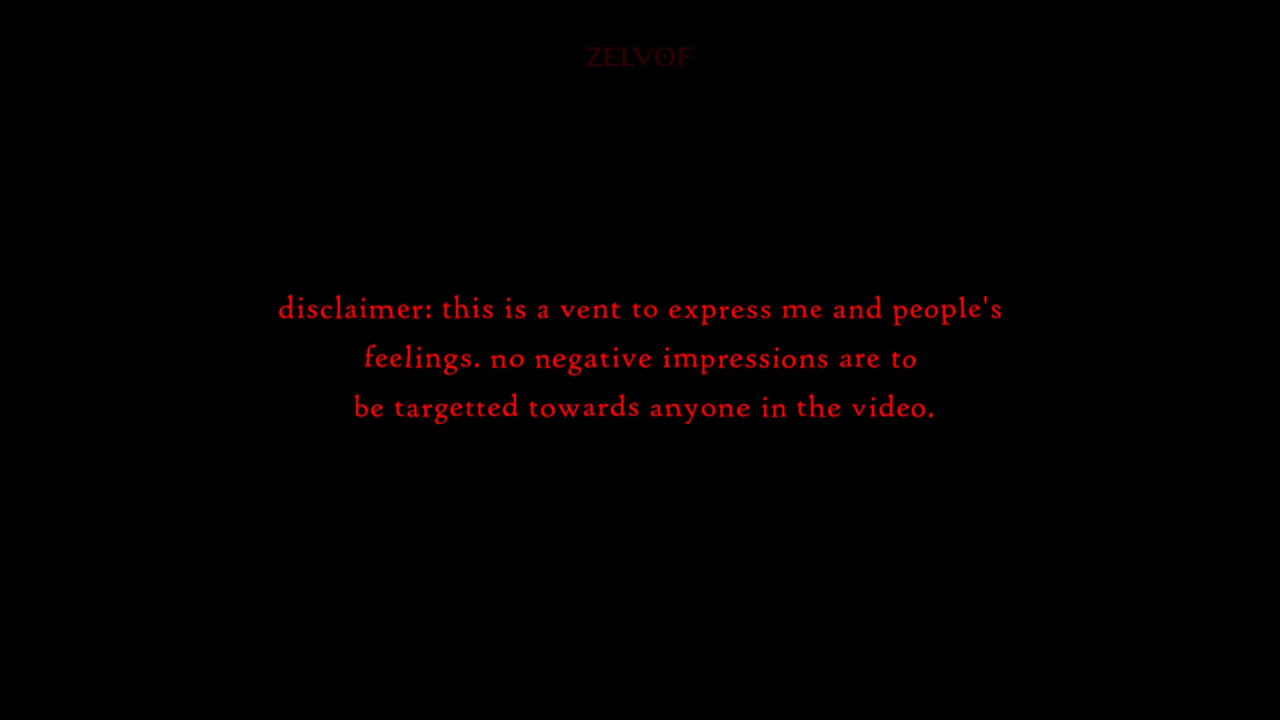 ZELVOF
disclaimer: this is a vent to express me and people's
feelings. no negative impressions are to
be targetted towards anyone in the video.